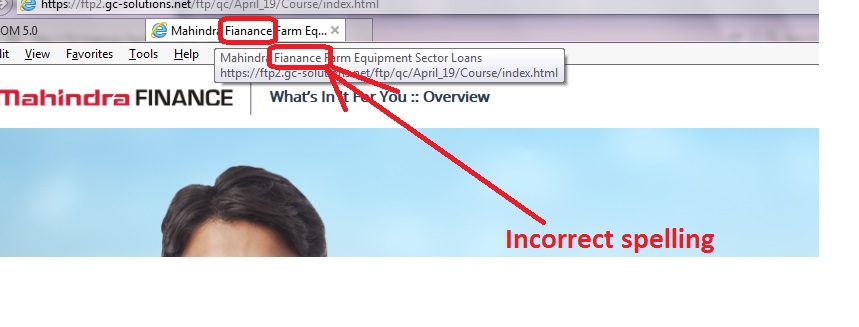 https://ftp2.gc-solutions.net/ftp/qc/April_19/Course/index.html
OM 5.0
Mahindra Fianance Farm Eq...
it View Favorites Tools Help
Mahindra Fianance Farm Equipment Sector Loans
https://ftp2.gc-solutions.net/ftp/qc/April_19/Course/index.html
Mahindra FINANCE
What's In It For You :: Overview
Incorrect spelling